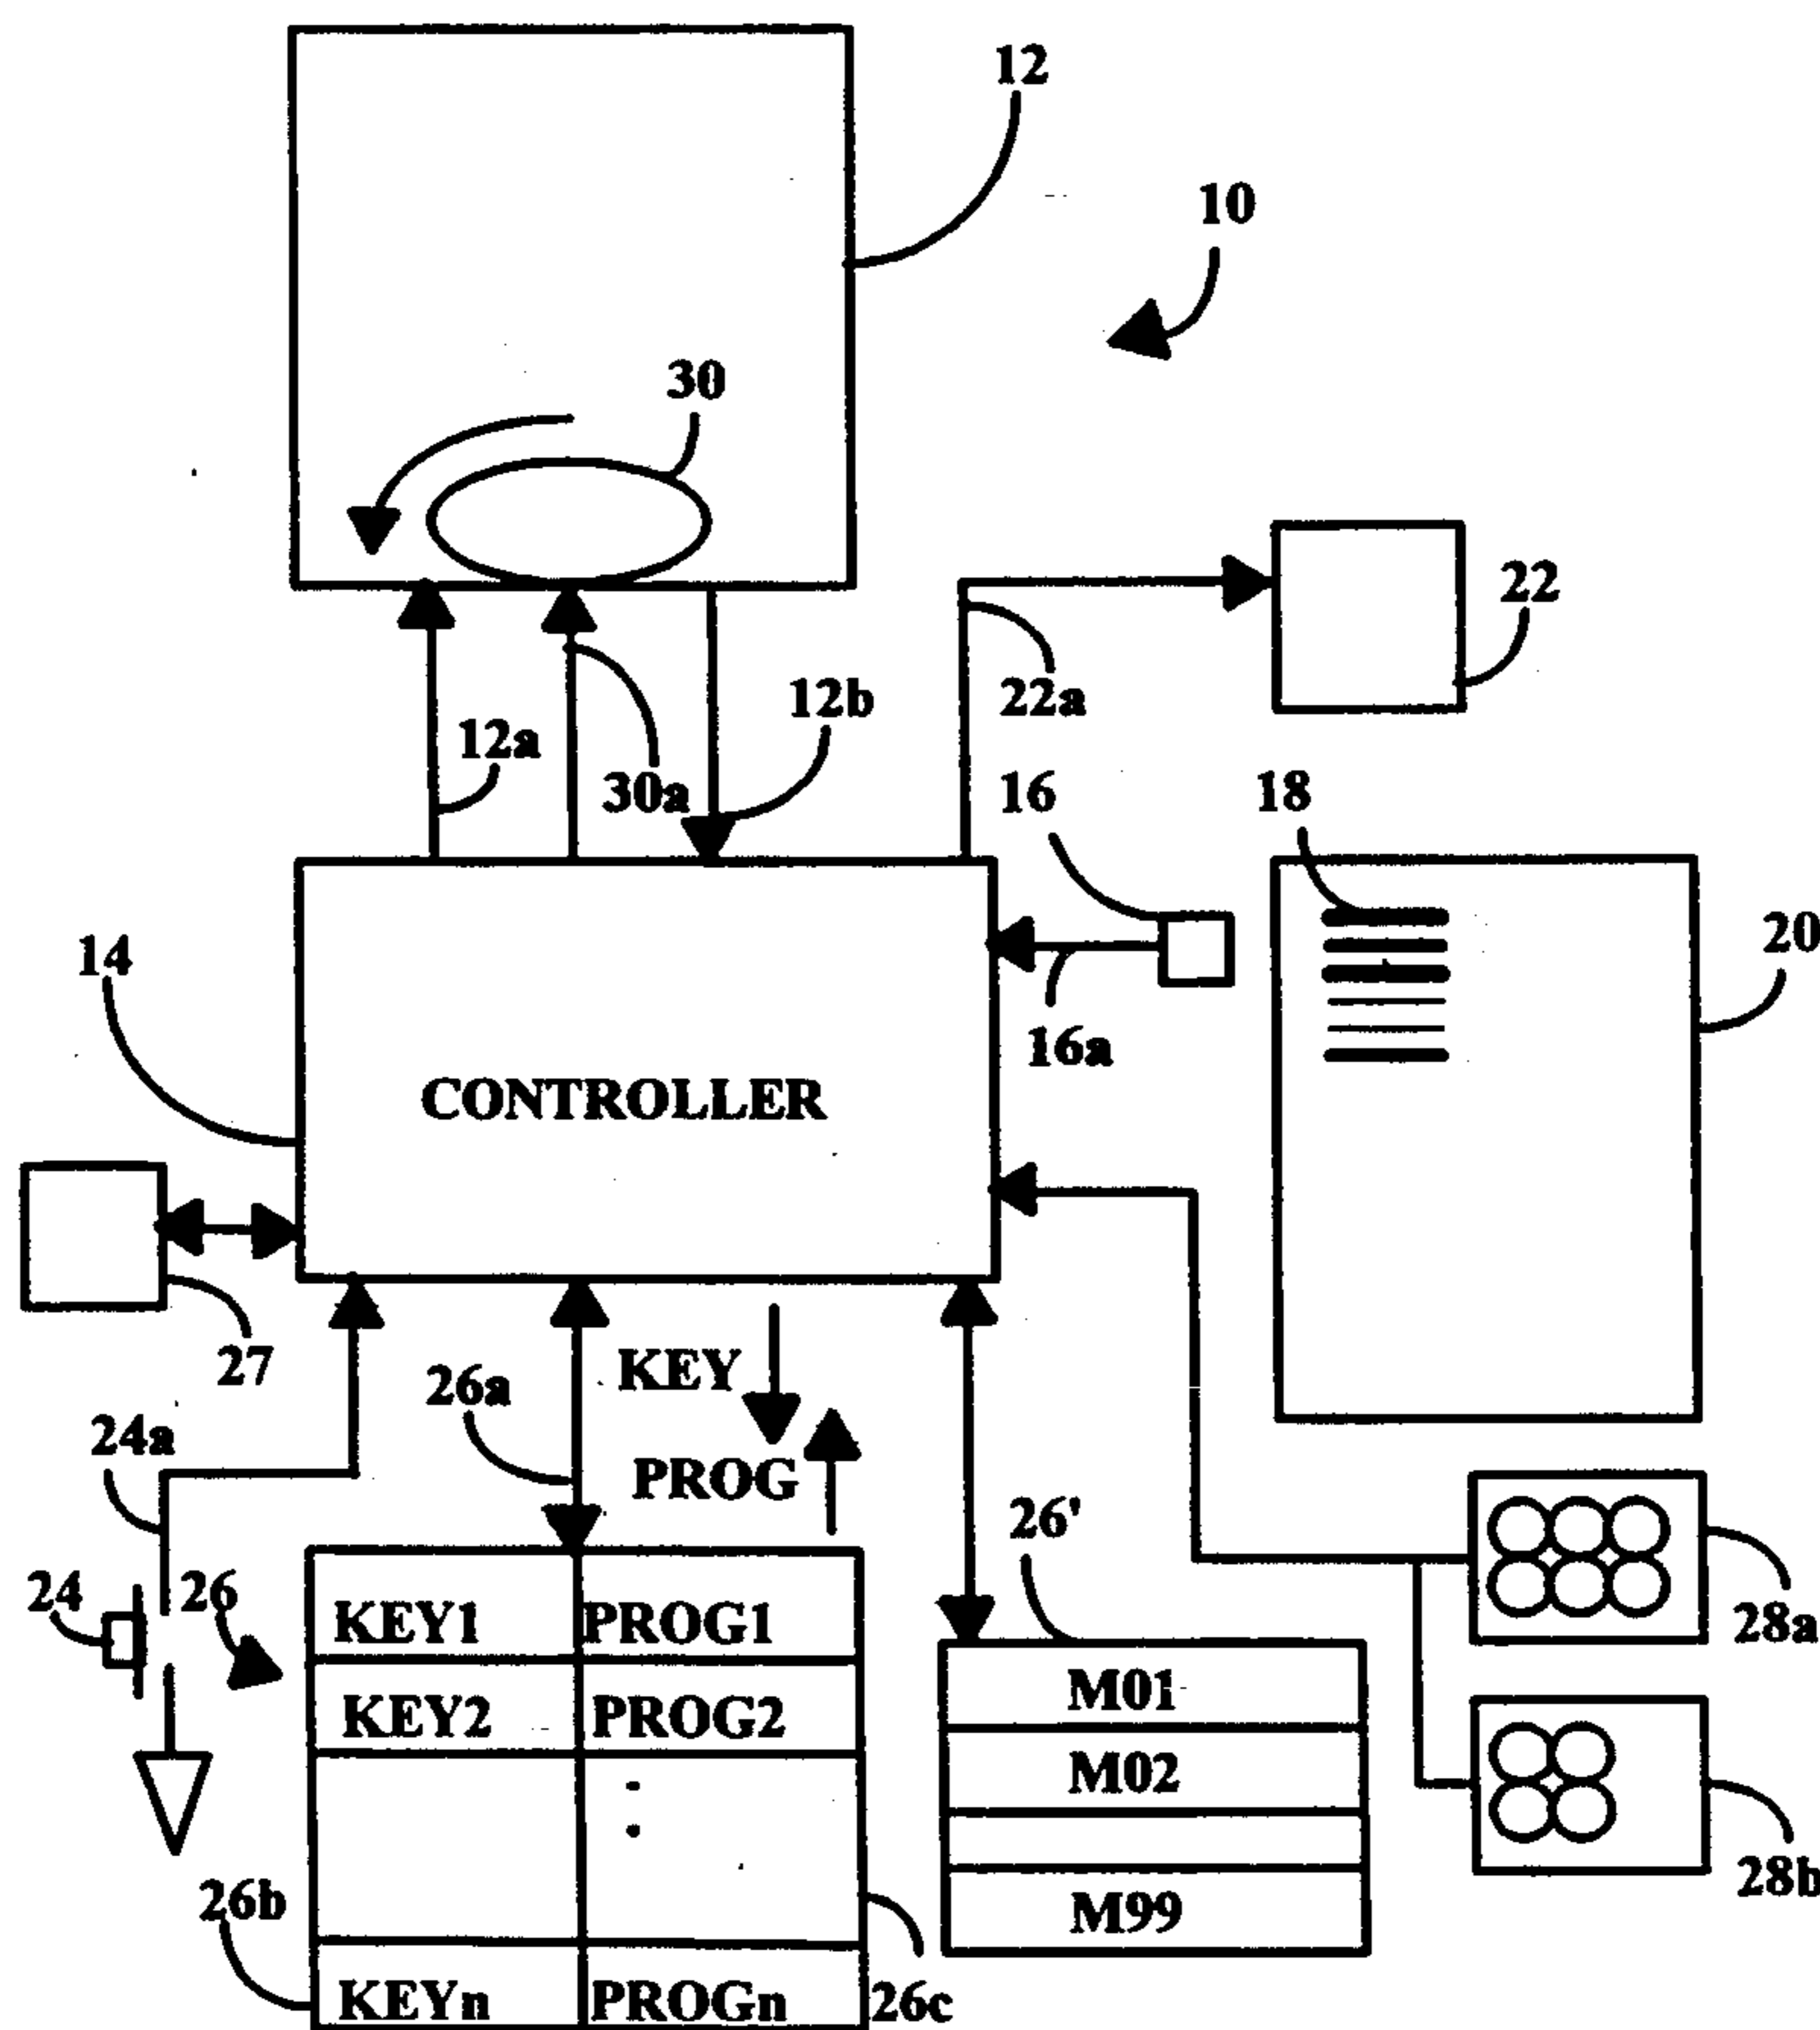 12
10
30
22
12a
30a
12b
22a
16
18
20
14
16a
CONTROLLER
27
26a
KEY
PROG
24a
26'
24
26
28a
KEY1 PROG1
KEY2 PROG2
M01
M02
M99
28b
26b
KEYn PROGn
26c